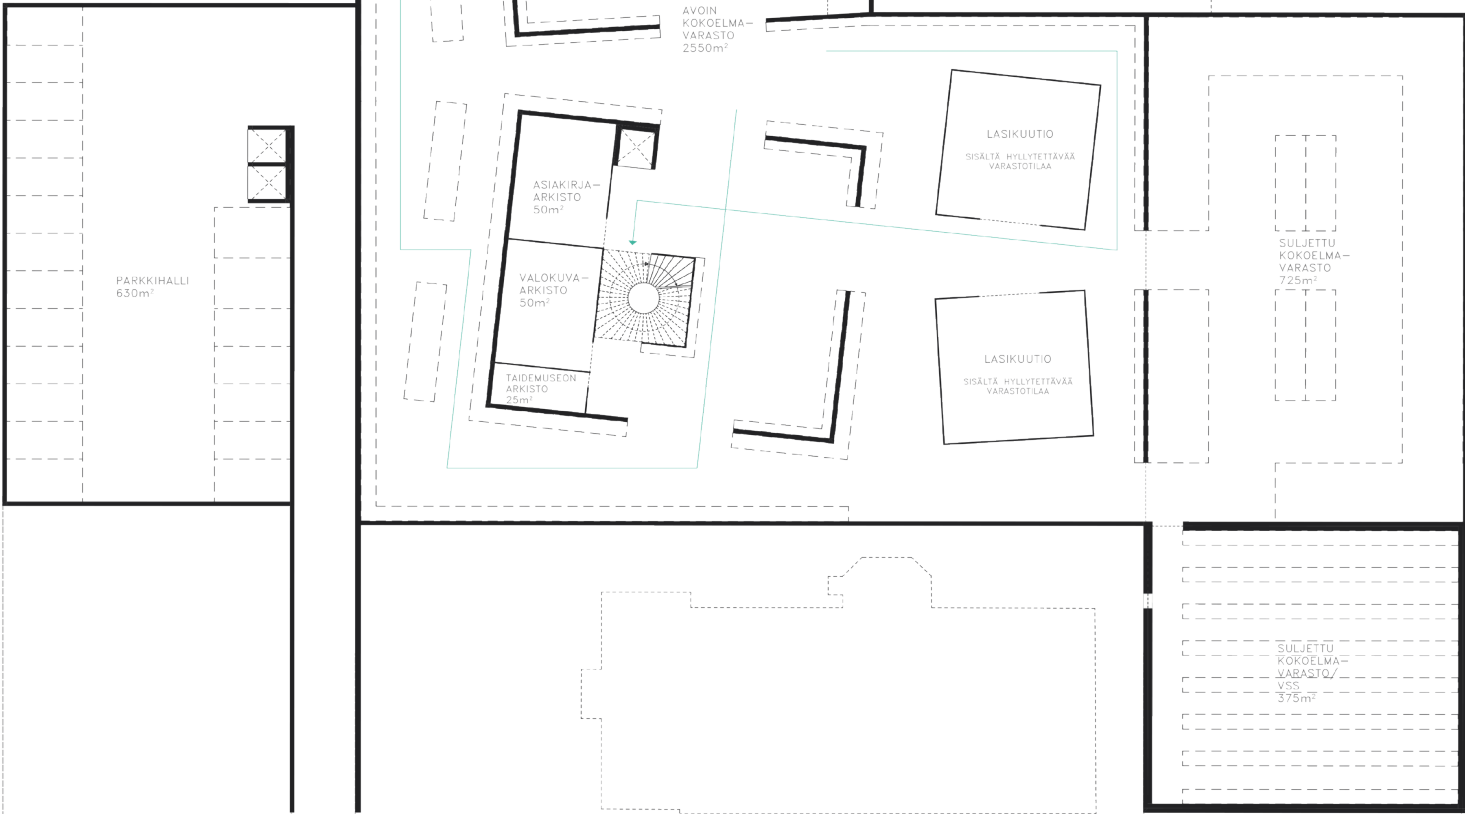 AVOIN
KOKOELMA–
VARASTO
2550m²
LASIKUUTIO
SISÄLTÄ HYLLYTETTÄVÄÄ
VARASTOTILAA
ASIAKIRJA–
ARKISTO
50m²
SULJETTU
KOKOELMA–
VARASTO
725m²
PARKKIHALLI
630m²
VALOKUVA–
ARKISTO
50m²
LASIKUUTIO
SISÄLTÄ HYLLYTETTÄVÄÄ
VARASTOTILAA
TAIDEMUSEON
ARKISTO
25m²
SULJETTU
KOKOELMA–
VARASTO/
VSS
375m²